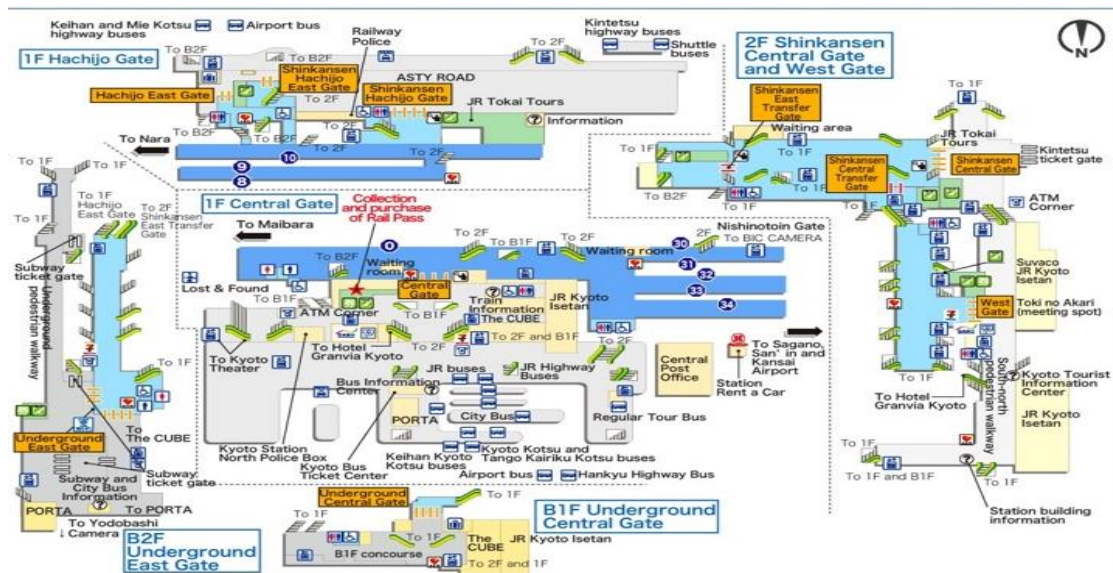 Keihan and Mie Kotsu
highway buses
Airport bus
1F Hachijo Gate
To B2F
To B2F
Railway
Police
To 2F
Kintetsu
highway buses
Shuttle
buses
2F Shinkansen
Central Gate
and West Gate
N
Shinkansen
Hachijo
East Gate
Hachijo East Gate
ASTY ROAD
To 2F
Shinkansen
Hachijo Gate
JR Tokai Tours
Information
To B2F
To B2F
To 2F
To 2F
To 2F
To Nara
10
9
8
Shinkansen
East
Transfer
Gate
Waiting area
To 1F
To 1F
To 1F
To 1F
To B2F
JR Tokai
Tours
Kintetsu
ticket gate
Shinkansen
Central
Transfer
Gate
Shinkansen
Central Gate
ATM
Corner
Suvaco
JR Kyoto
Isetan
West
Gate
Toki no Akari
(meeting spot)
South-north
pedestrian walkway
To Hotel
Granvia Kyoto
Kyoto Tourist
Information
Center
JR Kyoto
Isetan
To 1F
To 1F and B1F
To 1F
Station building
information
1F Central Gate
Collection
and purchase
of Rail Pass
To Maibara
0
To 2F
To B1F
To 2F
Waiting room
30
To 2F
Nishinotoin Gate
To BIC CAMERA
31
32
33
34
To B2F
Waiting
room
Lost & Found
To B1F
ATM Corner
Central
Gate
To B1F
Train
Information
The CUBE
JR Kyoto
Isetan
To Kyoto
Theater
To Hotel
Granvia Kyoto
To 2F
To 2F and B1F
To 2F
To Sagano,
San' in and
Kansai
Airport
Central
Post
Office
Station
Rent a Car
Bus Information
Center
JR buses
JR Highway
Buses
City Bus
PORTA
Regular Tour Bus
Kyoto Station
North Police Box
Kyoto Bus
Ticket Center
Keihan Kyoto
Kotsu buses
Kyoto Kotsu and
Tango Kairiku Kotsu buses
Airport bus
Hankyu Highway Bus
To 1F
To 1F
To 1F
Hachijo
East Gate
To 2F
Shinkansen
East Transfer
Gate
Subway
ticket gate
Underground
pedestrian walkway
To 1F
Underground
East Gate
To
The CUBE
Subway
ticket gate
Subway and
City Bus
Information
PORTA
To PORTA
To Yodobashi
Camera
B2F
Underground
East Gate
Underground
Central Gate
To 1F
To 1F
To 1F
B1F concourse
The
CUBE
JR Kyoto Isetan
To 2F and 1F
B1F Underground
Central Gate